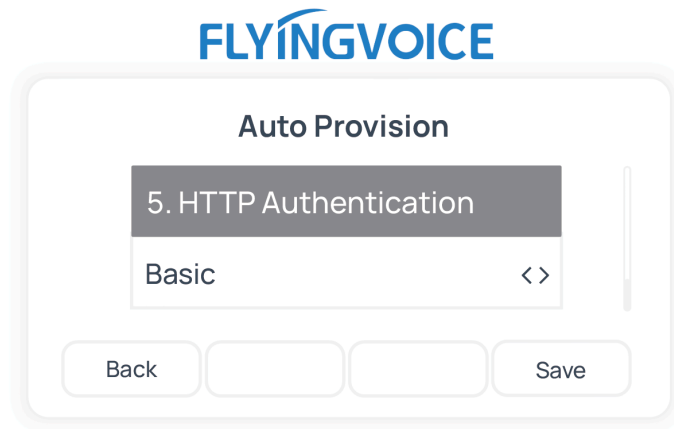 FLYINGVOICE
Auto Provision
5. HTTP Authentication
Basic < >
Back Save